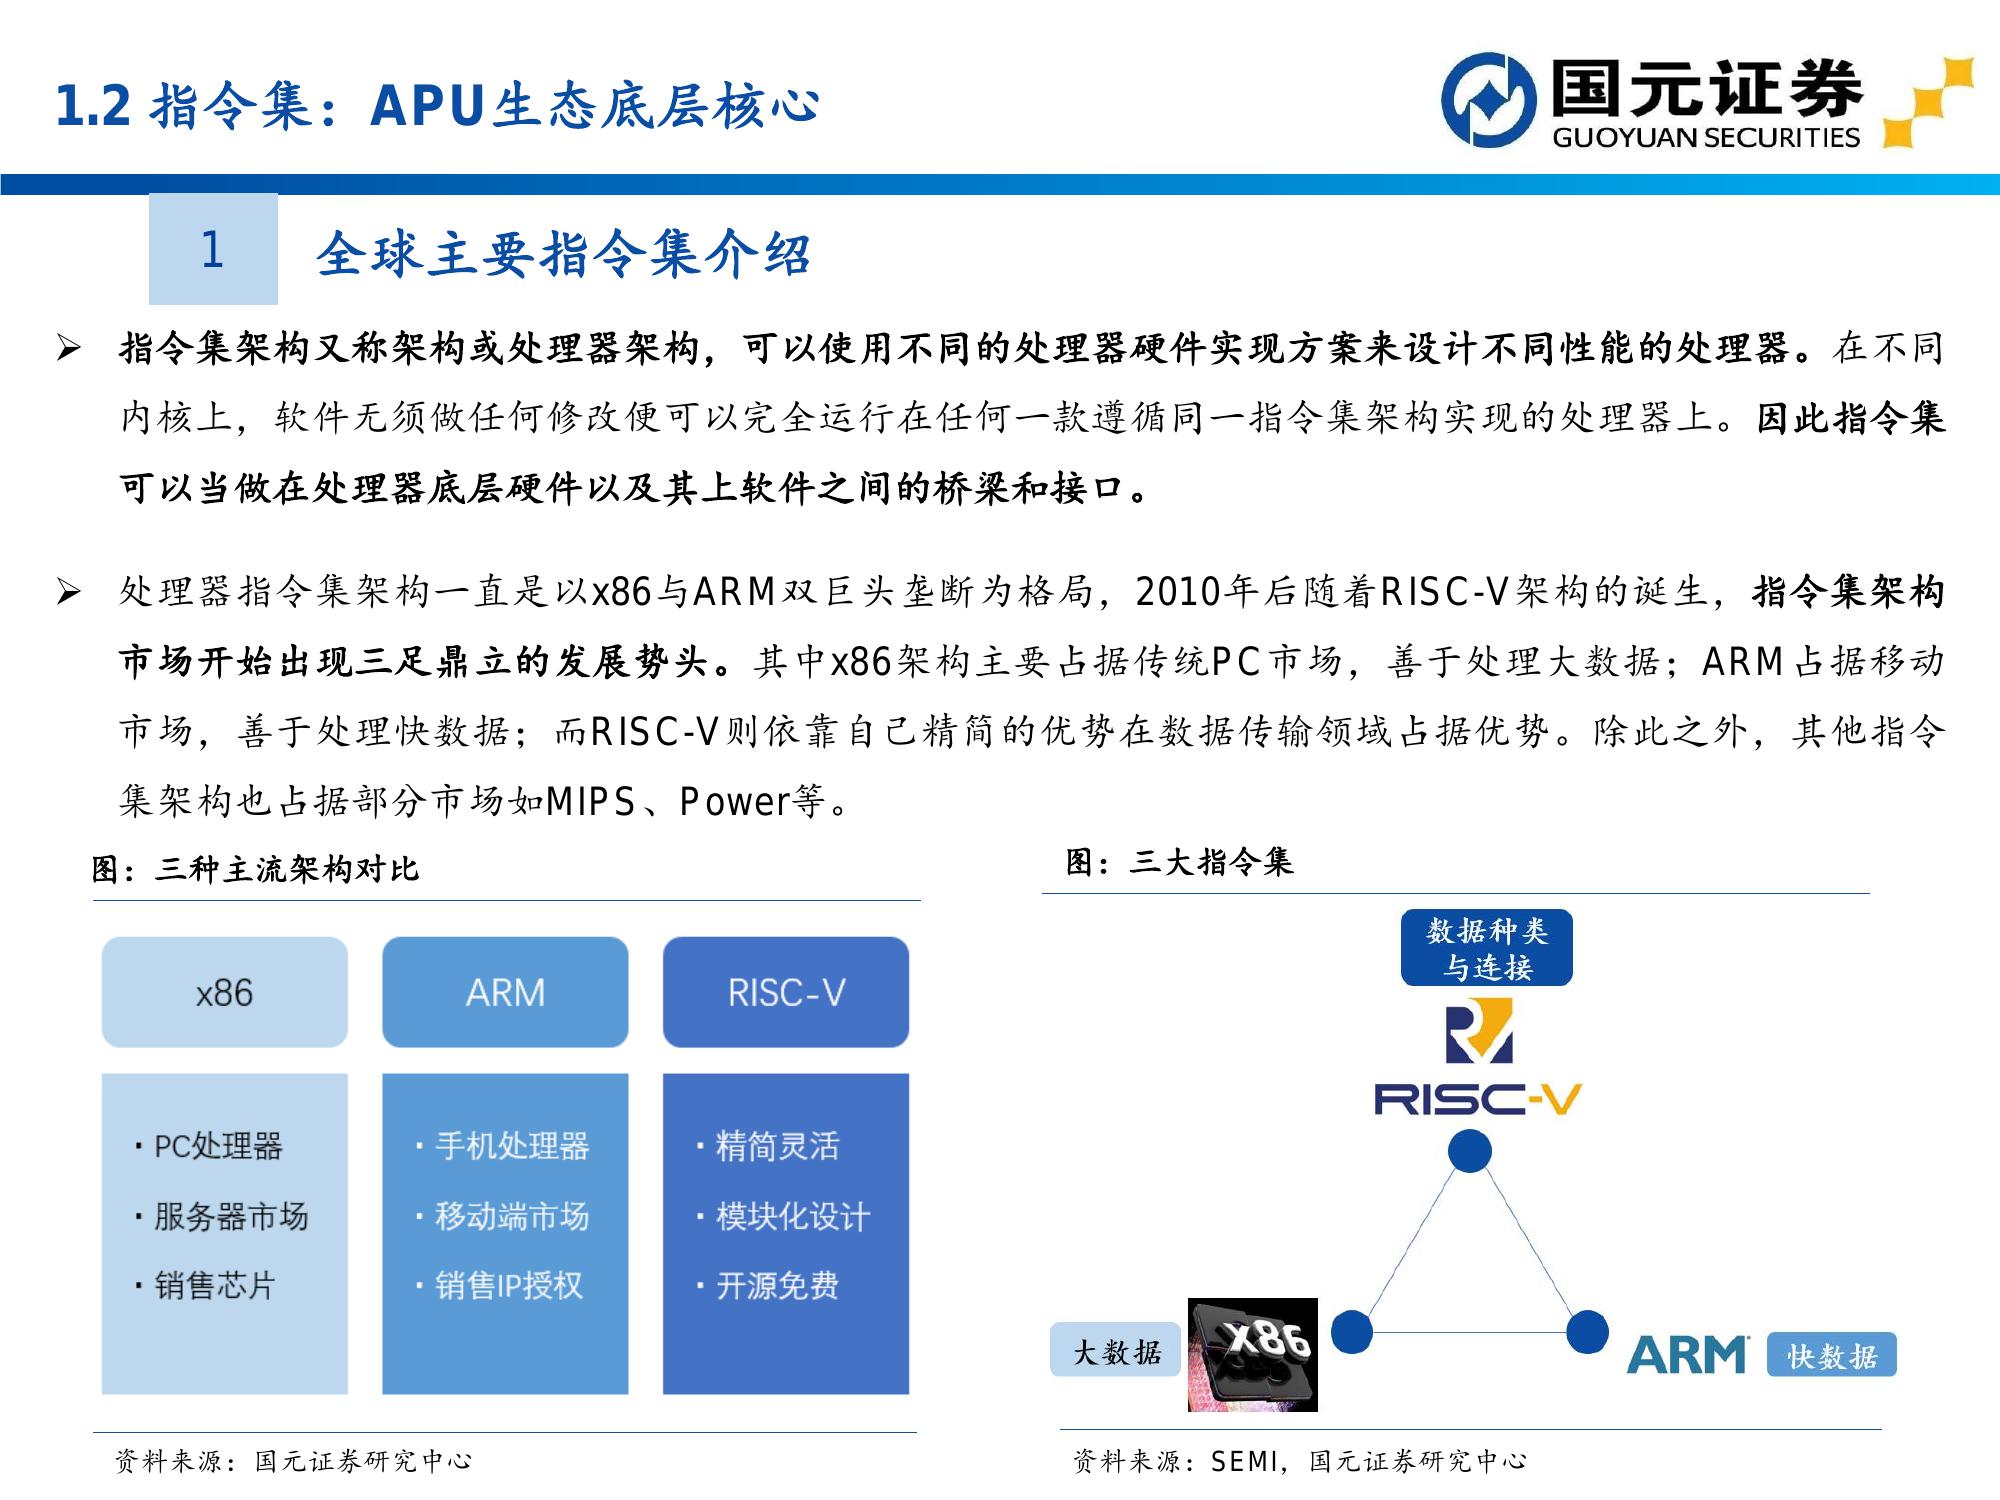 1.2 指令集：APU生态底层核心
国元证券
GUOYUAN SECURITIES
1
全球主要指令集介绍
➢ 指令集架构又称架构或处理器架构，可以使用不同的处理器硬件实现方案来设计不同性能的处理器。在不同
内核上，软件无须做任何修改便可以完全运行在任何一款遵循同一指令集架构实现的处理器上。因此指令集
可以当做在处理器底层硬件以及其上软件之间的桥梁和接口。
➢ 处理器指令集架构一直是以x86与ARM双巨头垄断为格局，2010年后随着RISC-V架构的诞生，指令集架构
市场开始出现三足鼎立的发展势头。其中x86架构主要占据传统PC市场，善于处理大数据；ARM占据移动
市场，善于处理快数据；而RISC-V则依靠自己精简的优势在数据传输领域占据优势。除此之外，其他指令
集架构也占据部分市场如MIPS、Power等。
图：三种主流架构对比
x86
· PC处理器
· 服务器市场
· 销售芯片
ARM
· 手机处理器
· 移动端市场
· 销售IP授权
RISC-V
· 精简灵活
· 模块化设计
· 开源免费
资料来源：国元证券研究中心
图：三大指令集
数据种类
与连接
RISC-V
大数据
x86
ARM
快数据
资料来源：SEMI，国元证券研究中心